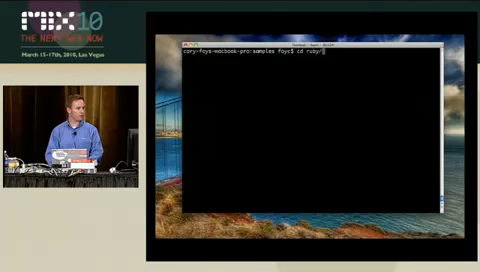 MIX10
THE NEXT WEB NOW
March 15-17th, 2010, Las Vegas
cory-foys-macbook-pro:samples foyc$ cd ruby/